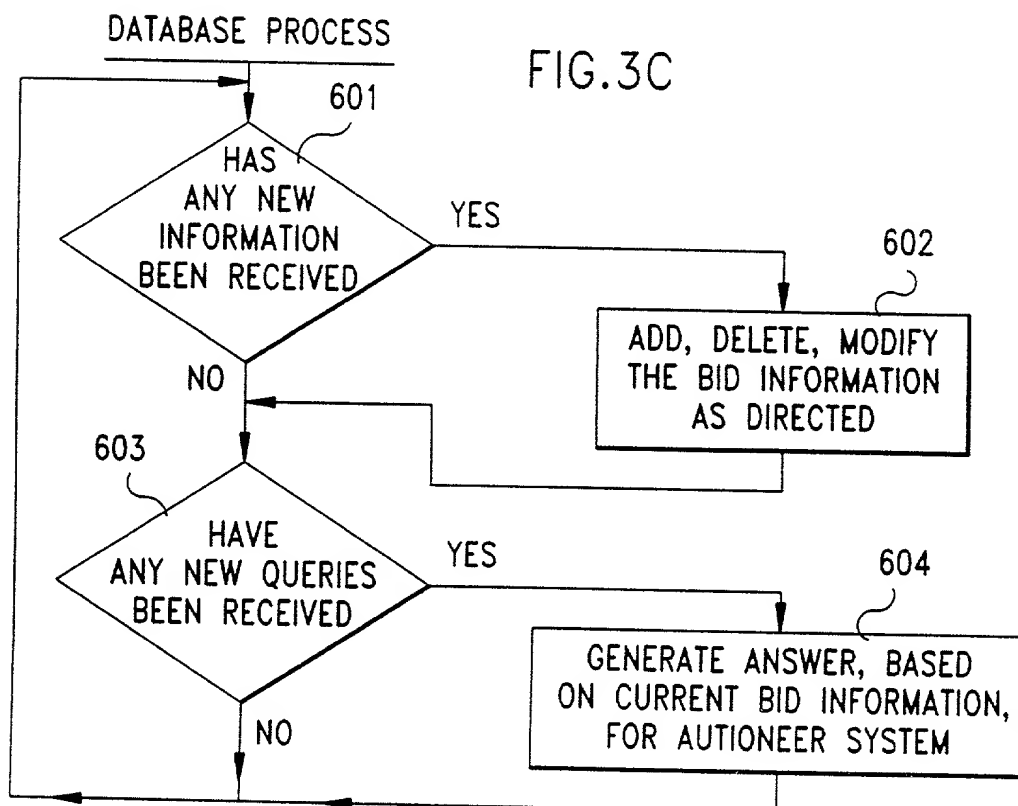 DATABASE PROCESS
FIG.3C
601
HAS
ANY NEW
INFORMATION
BEEN RECEIVED
YES
602
ADD, DELETE, MODIFY
THE BID INFORMATION
AS DIRECTED
NO
603
HAVE
ANY NEW QUERIES
BEEN RECEIVED
YES
604
GENERATE ANSWER, BASED
ON CURRENT BID INFORMATION,
FOR AUTIONEER SYSTEM
NO